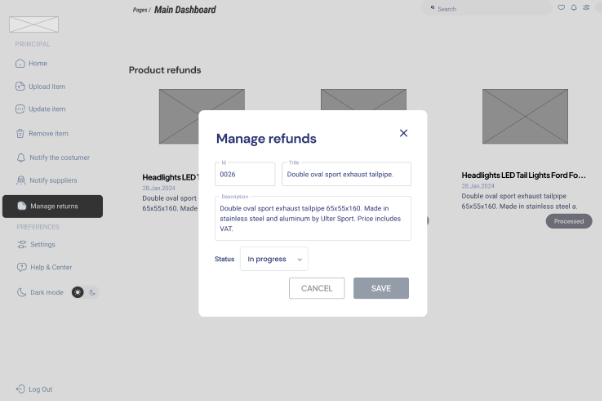 Pages / Main Dashboard
Search
PRINCIPAL
Home
Upload item
Update item
Remove item
Notify the costumer
Notify suppliers
Manage returns
PREFERENCES
Settings
Help & Center
Dark mode
Log Out
Product refunds
Headlights LED T
28 Jan 2024
Double oval sport
65x55x160. Made
Headlights LED Tail Lights Ford Fo...
28 Jan 2024
Double oval sport exhaust tailpipe
65x55x160. Made in stainless steel a.
Processed
Manage refunds
Id
0026
Title
Double oval sport exhaust tailpipe.
Description
Double oval sport exhaust tailpipe 65x55x160. Made in
stainless steel and aluminum by Ulter Sport. Price includes
VAT.
Status
In progress
CANCEL
SAVE